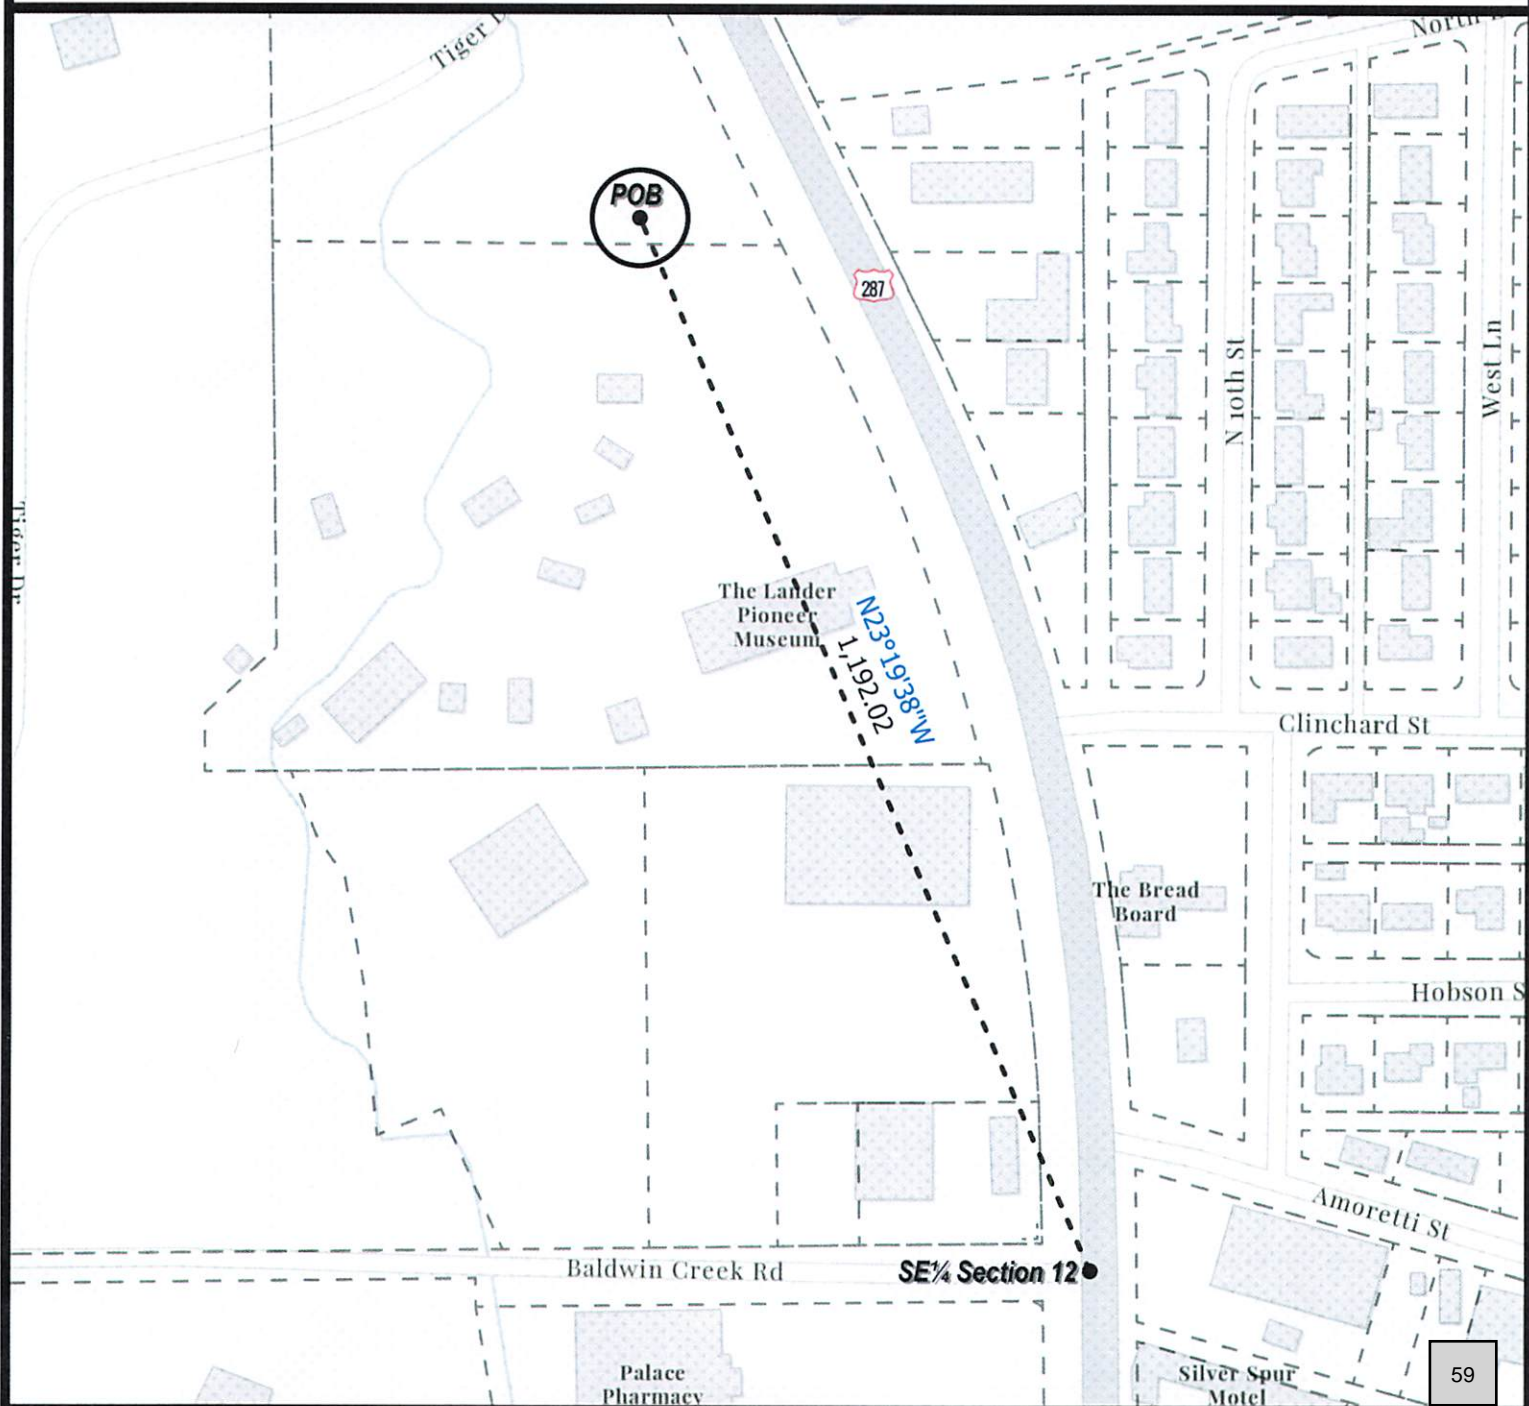 North
Tiger
POB
287
N 10th St
West Ln
Tiger Dr
The Lander
Pioneer
Museum
N23°19'38"W
1,192.02
Clinchard St
The Bread
Board
Hobson S
Amoretti St
Baldwin Creek Rd
SE¼ Section 12
Palace
Pharmacy
Silver Spur
Motel
59